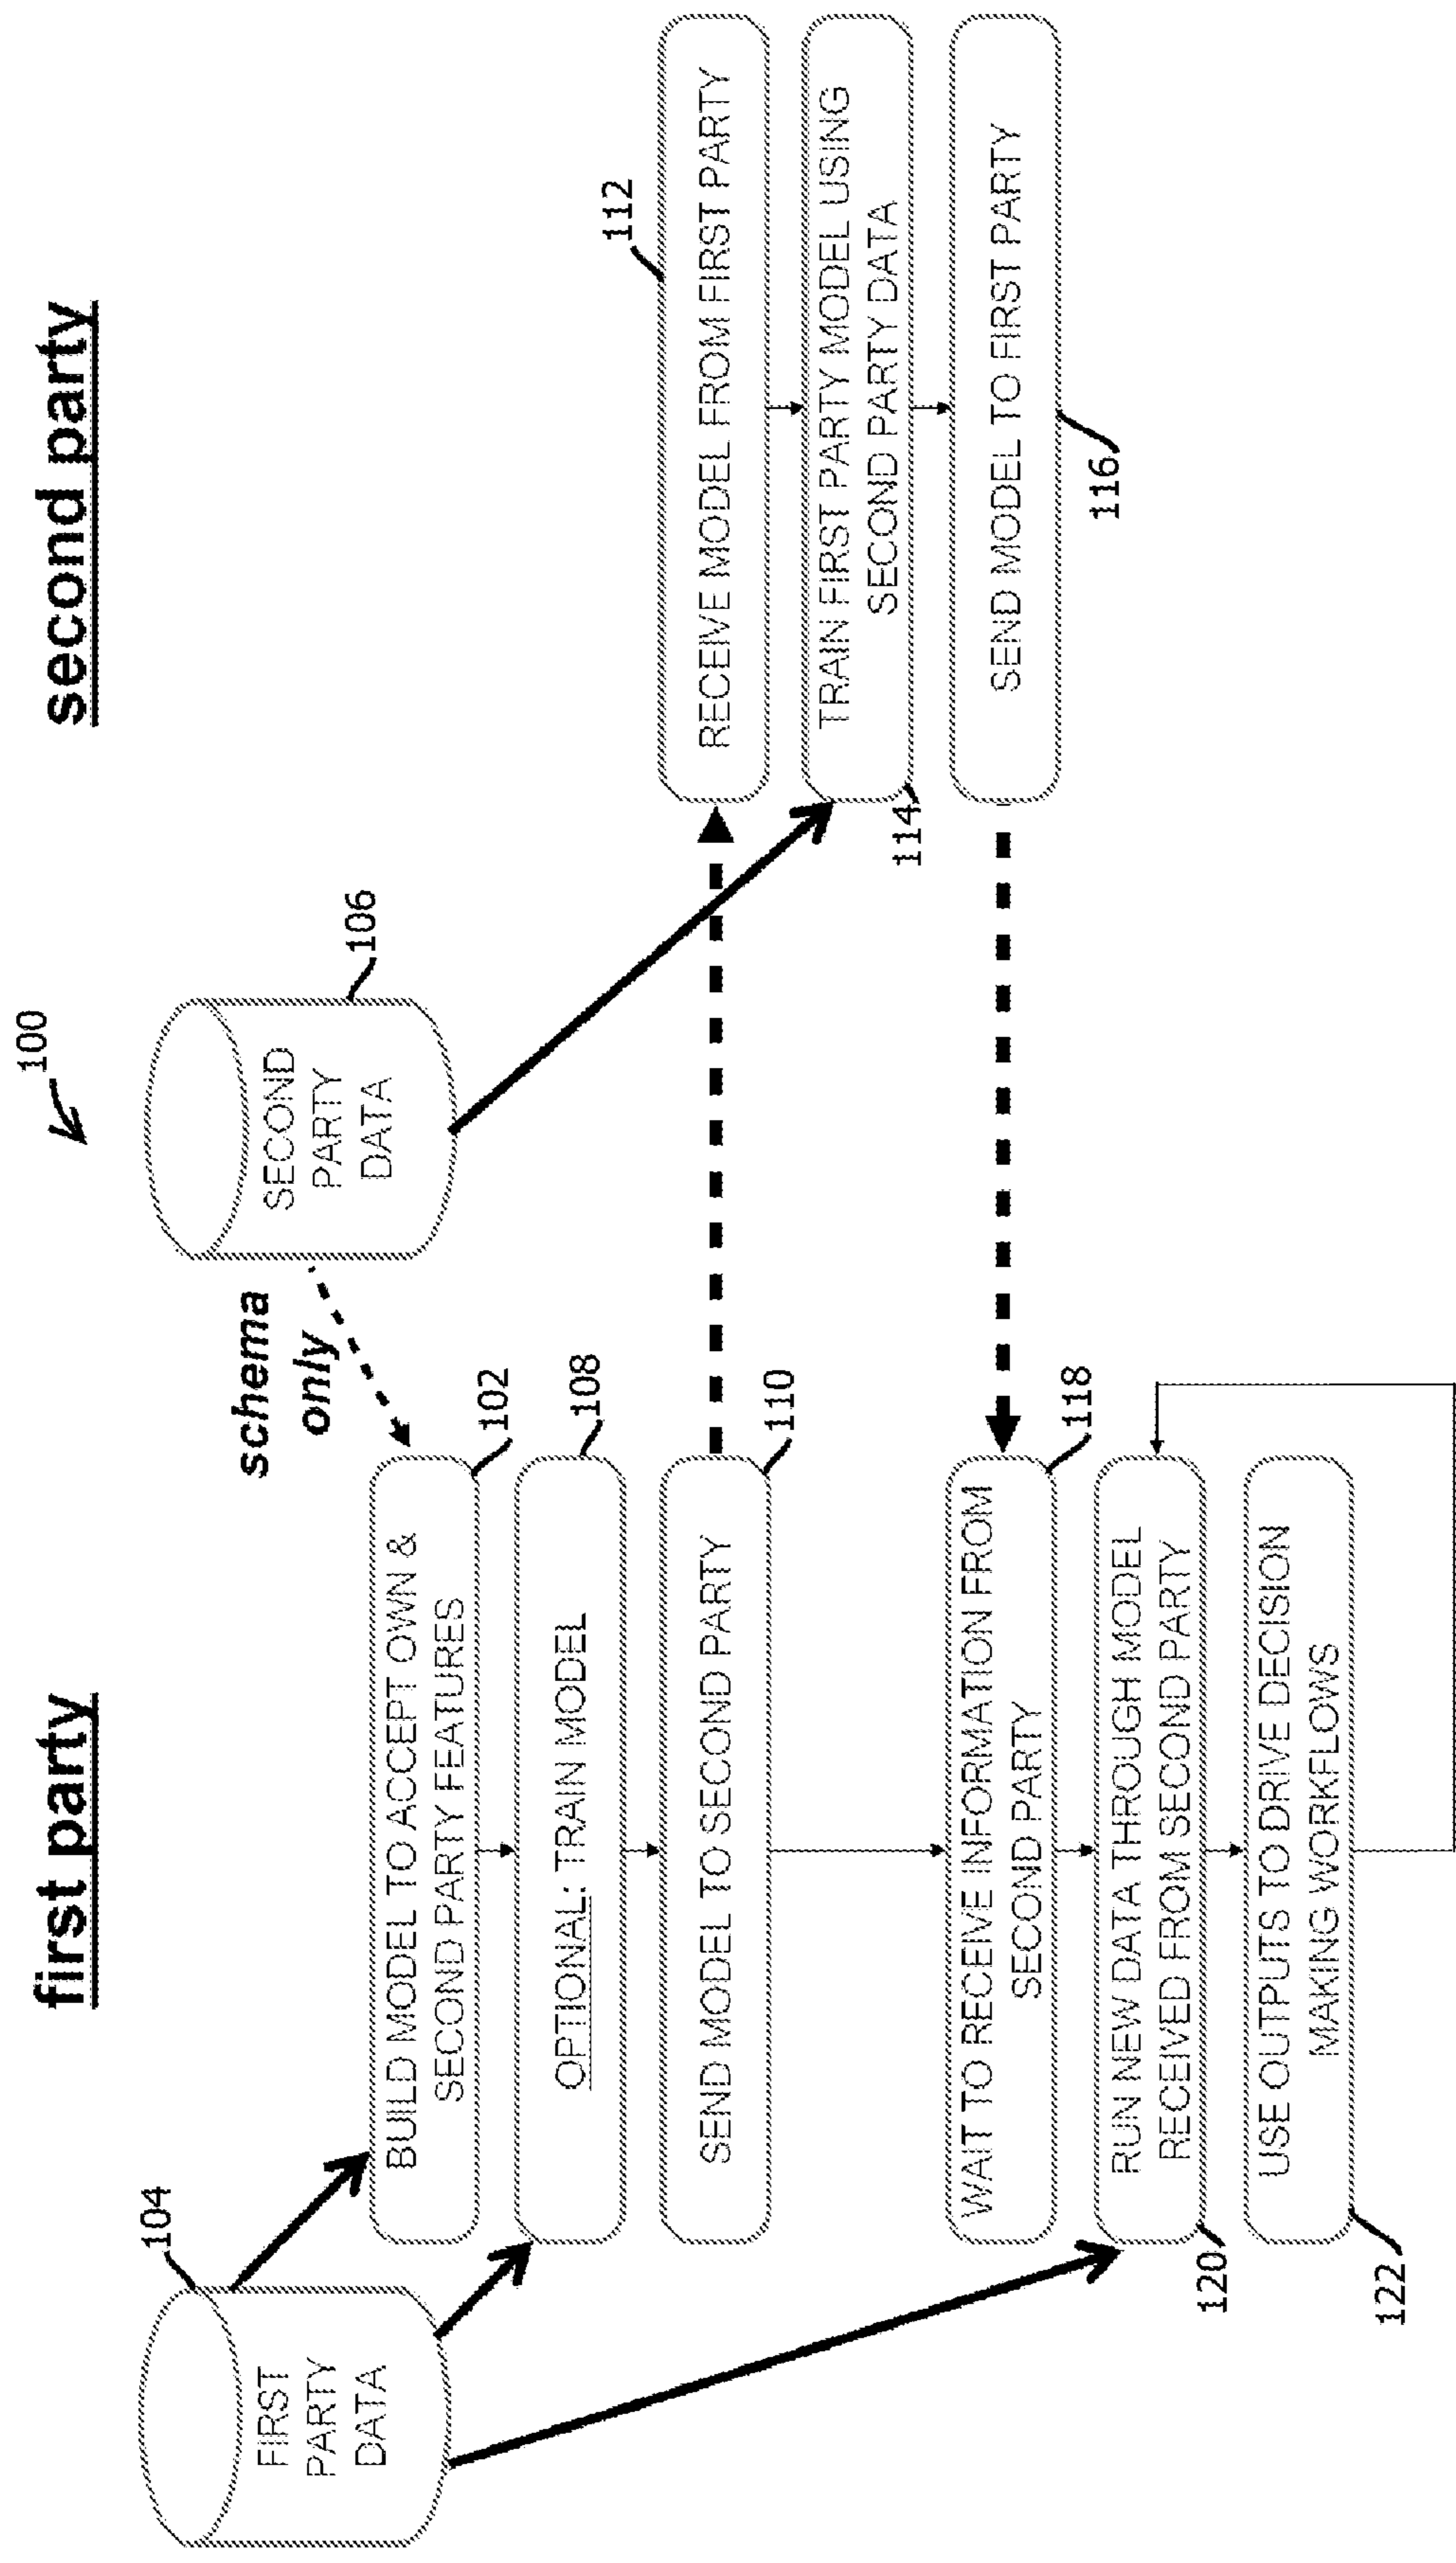 100
first party
second party
104
FIRST
PARTY
DATA
schema
only
SECOND
PARTY
DATA
106
BUILD MODEL TO ACCEPT OWN &
SECOND PARTY FEATURES
102
OPTIONAL: TRAIN MODEL
108
SEND MODEL TO SECOND PARTY
110
112
RECEIVE MODEL FROM FIRST PARTY
TRAIN FIRST PARTY MODEL USING
SECOND PARTY DATA
114
SEND MODEL TO FIRST PARTY
116
WAIT TO RECEIVE INFORMATION FROM
SECOND PARTY
118
RUN NEW DATA THROUGH MODEL
RECEIVED FROM SECOND PARTY
120
USE OUTPUTS TO DRIVE DECISION
MAKING WORKFLOWS
122